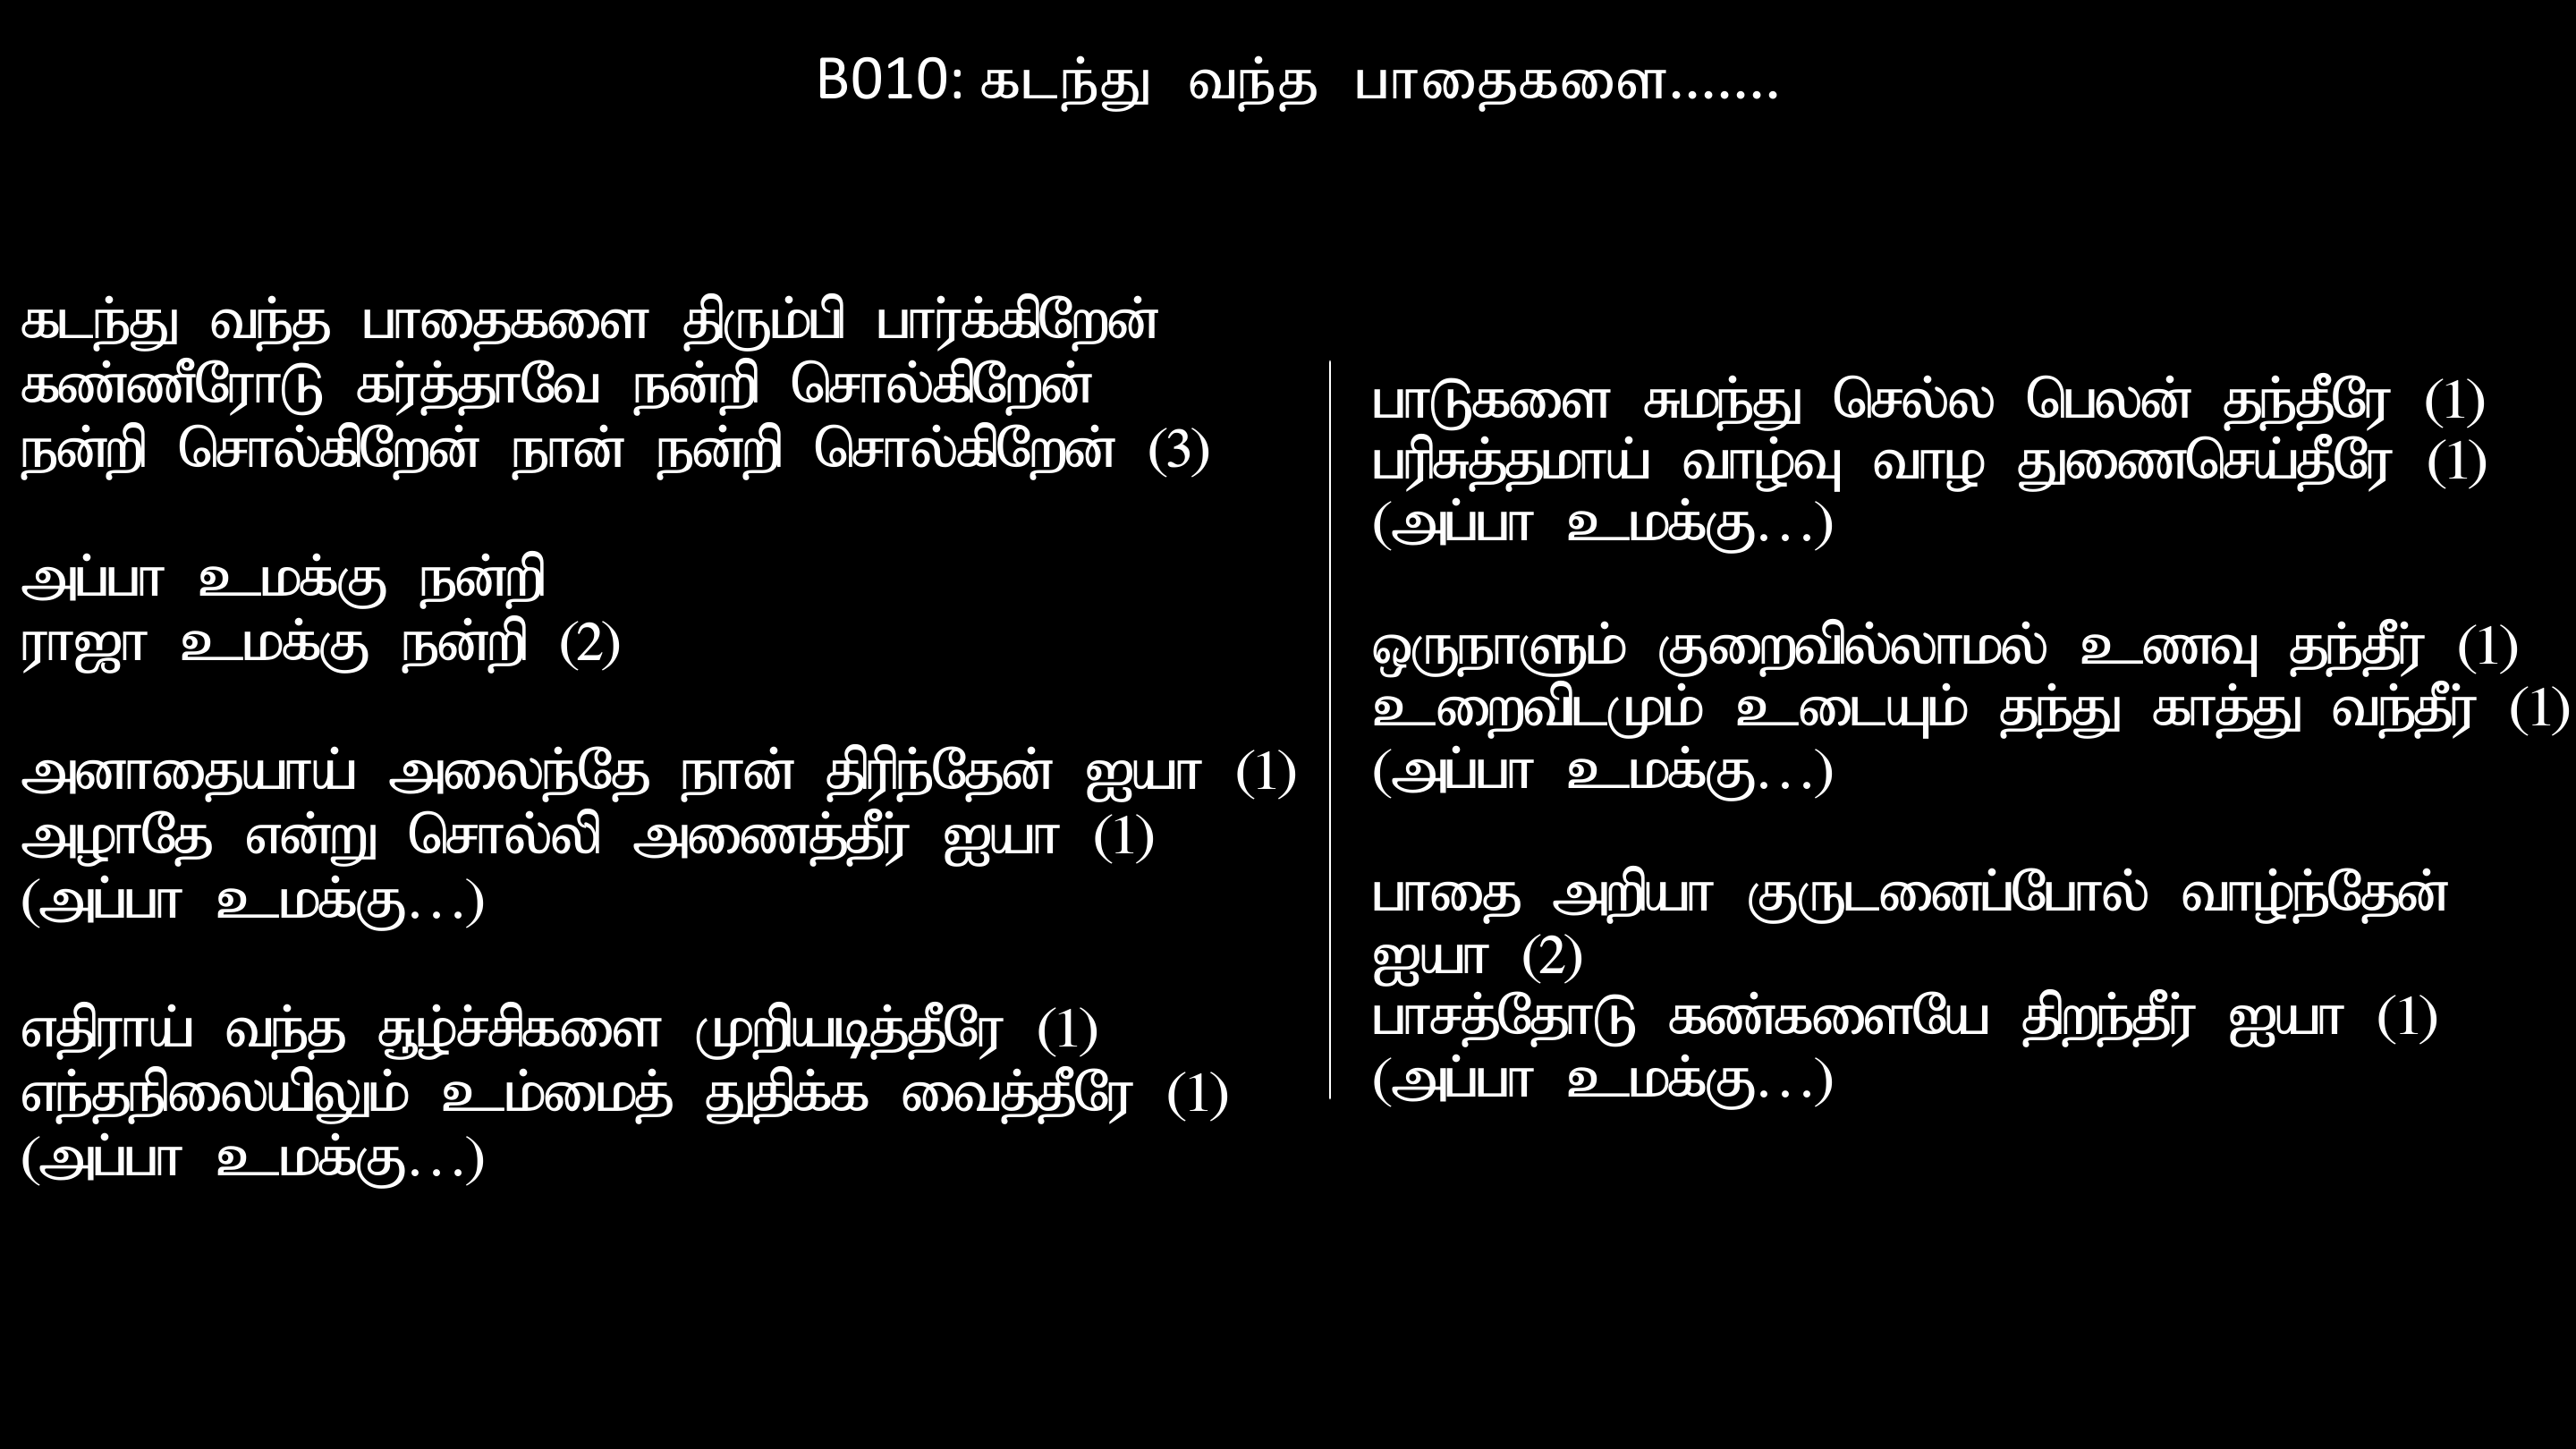 B010: கடந்து வந்த பாதைகளை.......
கடந்து வந்த பாதைகளை திரும்பி பார்க்கிறேன்
கண்ணீரோடு கர்த்தாவே நன்றி சொல்கிறேன்
நன்றி சொல்கிறேன் நான் நன்றி சொல்கிறேன் (3)
அப்பா உமக்கு நன்றி
ராஜா உமக்கு நன்றி (2)
அனாதையாய் அலைந்தே நான் திரிந்தேன் ஐயா (1)
அழாதே என்று சொல்லி அணைத்தீர் ஐயா (1)
(அப்பா உமக்கு...)
எதிராய் வந்த சூழ்ச்சிகளை முறியடித்தீரே (1)
எந்தநிலையிலும் உம்மைத் துதிக்க வைத்தீரே (1)
(அப்பா உமக்கு...)
பாடுகளை சுமந்து செல்ல பெலன் தந்தீரே (1)
பரிசுத்தமாய் வாழ்வு வாழ துணைசெய்தீரே (1)
(அப்பா உமக்கு...)
ஒருநாளும் குறைவில்லாமல் உணவு தந்தீர் (1)
உறைவிடமும் உடையும் தந்து காத்து வந்தீர் (1)
(அப்பா உமக்கு...)
பாதை அறியா குருடனைப்போல் வாழ்ந்தேன்
ஐயா (2)
பாசத்தோடு கண்களையே திறந்தீர் ஐயா (1)
(அப்பா உமக்கு...)